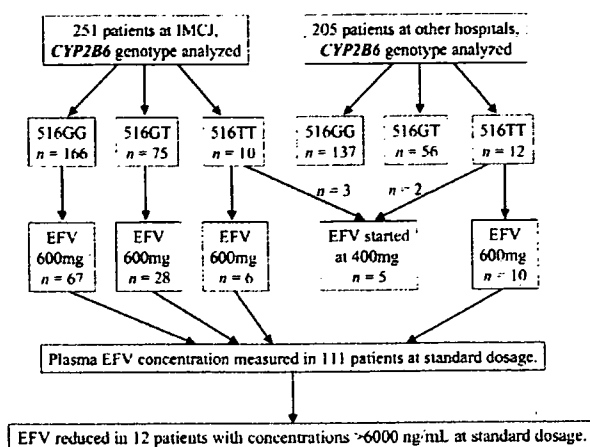 251 patients at IMCJ,
CYP2B6 genotype analyzed
205 patients at other hospitals,
CYP2B6 genotype analyzed
516GG
n = 166
516GT
n = 75
516TT
n = 10
516GG
n = 137
516GT
n = 56
516TT
n = 12
n = 3
n = 2
EFV
600mg
n = 67
EFV
600mg
n = 28
EFV
600mg
n = 6
EFV started
at 400mg
n = 5
EFV
600mg
n = 10
Plasma EFV concentration measured in 111 patients at standard dosage.
EFV reduced in 12 patients with concentrations >6000 ng/mL at standard dosage.